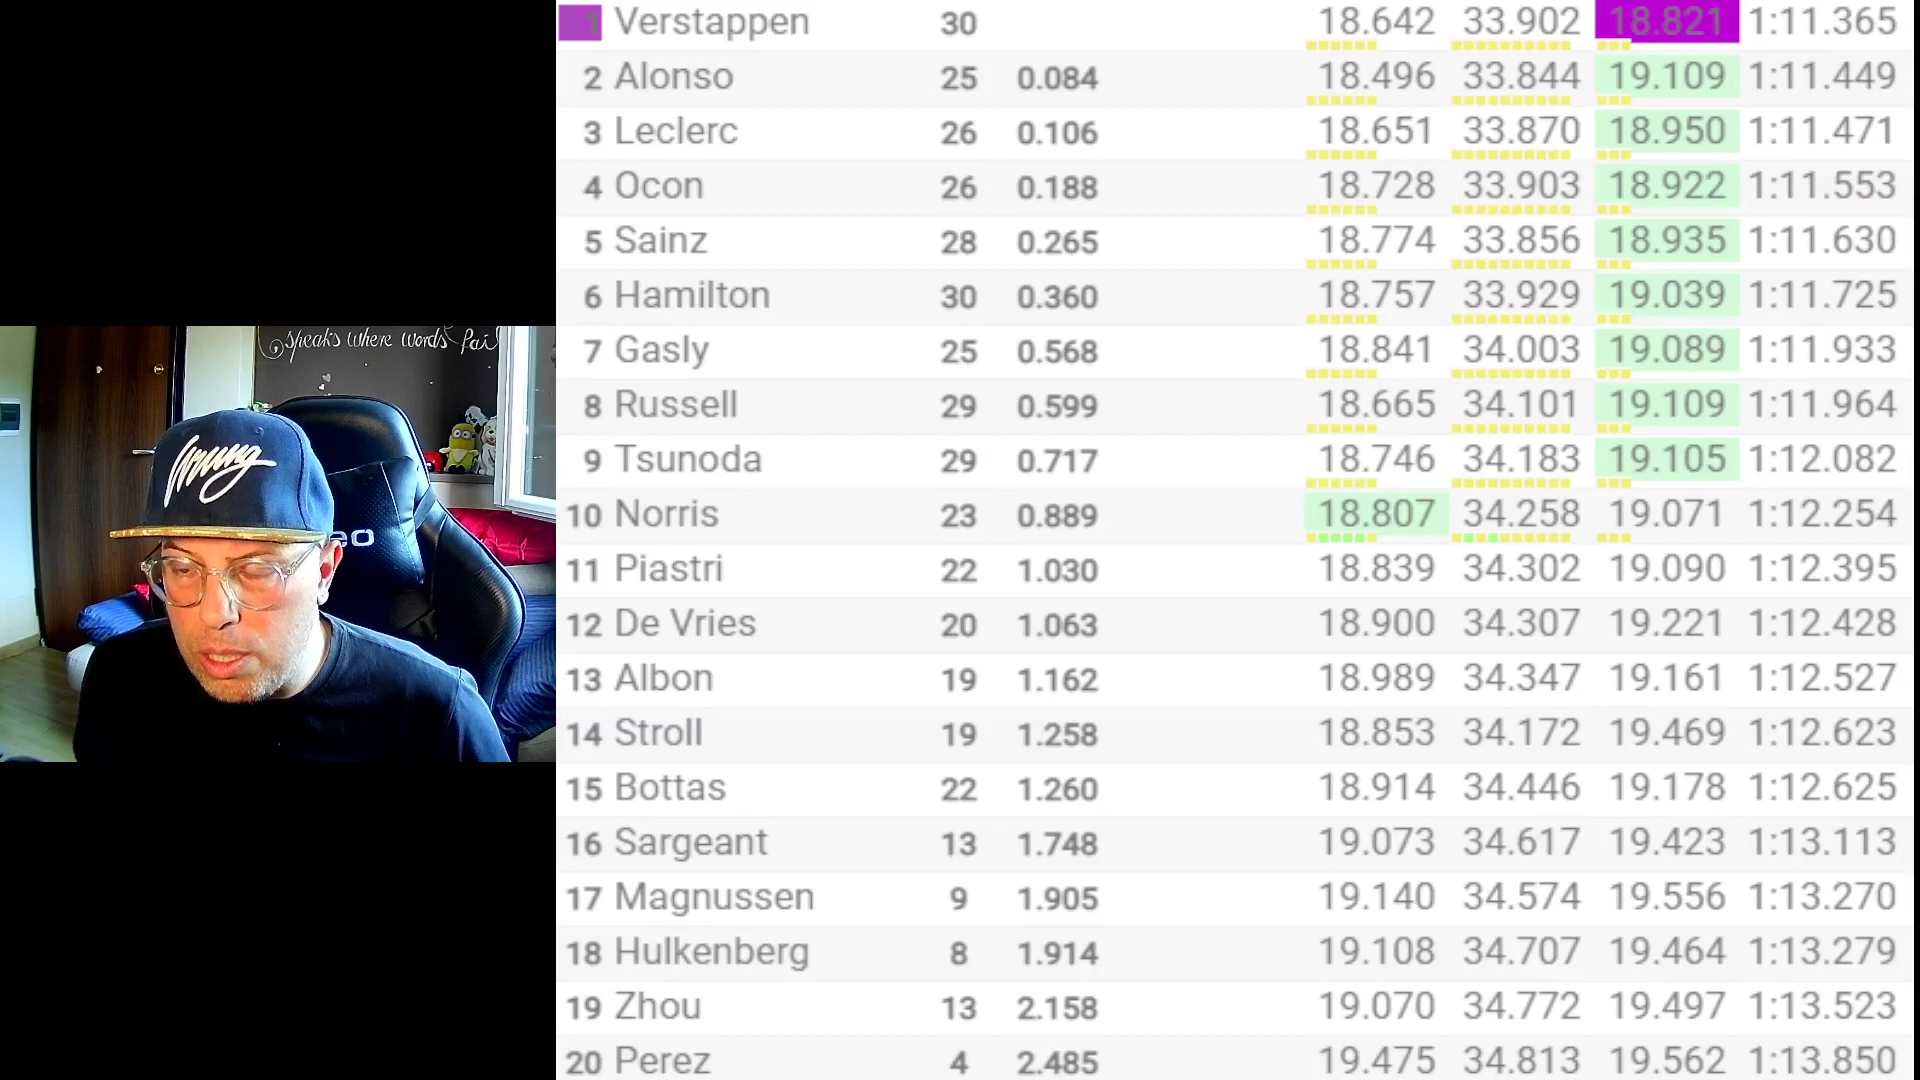 1 Verstappen 30 18.642 33.902 18.821 1:11.365
2 Alonso 25 0.084 18.496 33.844 19.109 1:11.449
3 Leclerc 26 0.106 18.651 33.870 18.950 1:11.471
4 Ocon 26 0.188 18.728 33.903 18.922 1:11.553
5 Sainz 28 0.265 18.774 33.856 18.935 1:11.630
6 Hamilton 30 0.360 18.757 33.929 19.039 1:11.725
7 Gasly 25 0.568 18.841 34.003 19.089 1:11.933
8 Russell 29 0.599 18.665 34.101 19.109 1:11.964
9 Tsunoda 29 0.717 18.746 34.183 19.105 1:12.082
10 Norris 23 0.889 18.807 34.258 19.071 1:12.254
11 Piastri 22 1.030 18.839 34.302 19.090 1:12.395
12 De Vries 20 1.063 18.900 34.307 19.221 1:12.428
13 Albon 19 1.162 18.989 34.347 19.161 1:12.527
14 Stroll 19 1.258 18.853 34.172 19.469 1:12.623
15 Bottas 22 1.260 18.914 34.446 19.178 1:12.625
16 Sargeant 13 1.748 19.073 34.617 19.423 1:13.113
17 Magnussen 9 1.905 19.140 34.574 19.556 1:13.270
18 Hulkenberg 8 1.914 19.108 34.707 19.464 1:13.279
19 Zhou 13 2.158 19.070 34.772 19.497 1:13.523
20 Perez 4 2.485 19.475 34.813 19.562 1:13.850
speaks where words fai